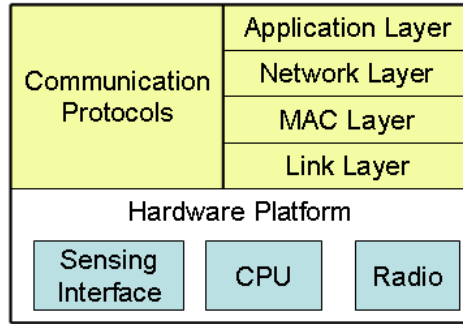 Communication
Protocols
Application Layer
Network Layer
MAC Layer
Link Layer
Hardware Platform
Sensing
Interface
CPU
Radio